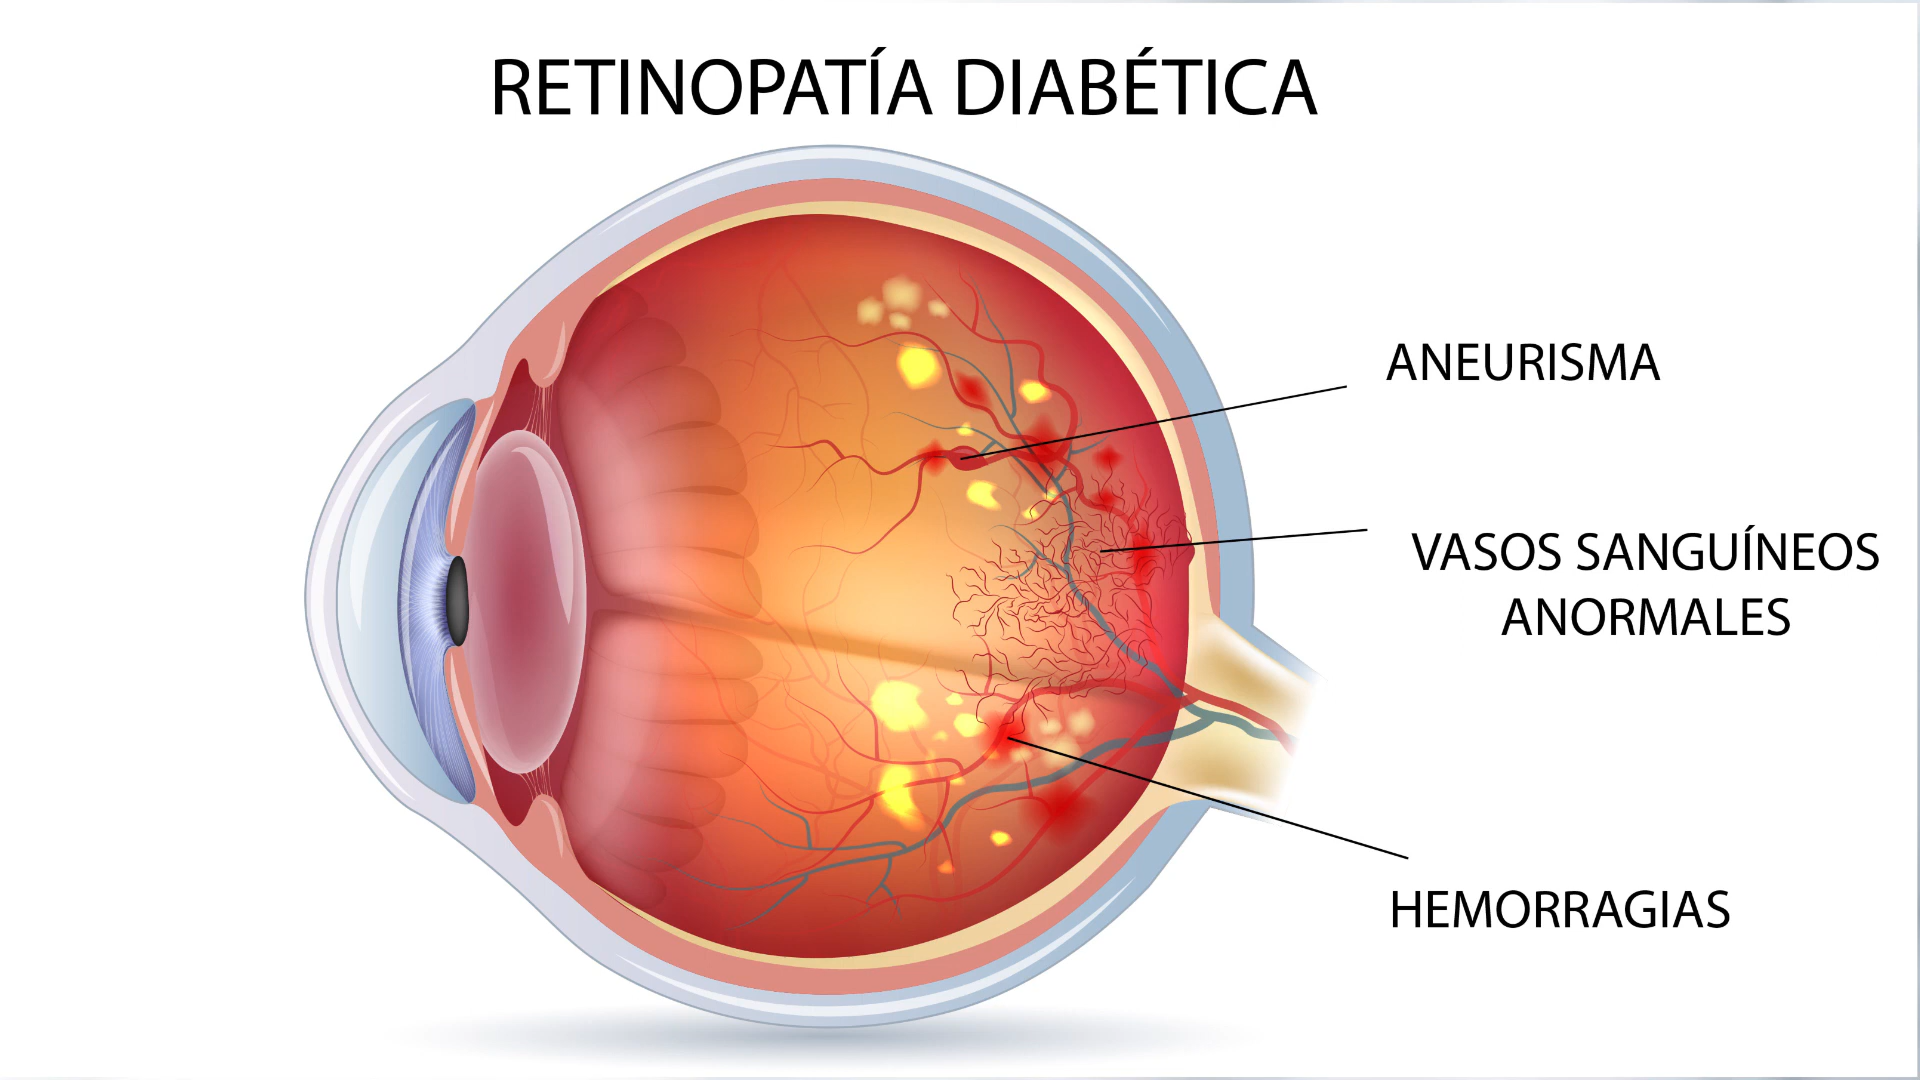 RETINOPATÍA DIABÉTICA
ANEURISMA
VASOS SANGUÍNEOS
ANORMALES
HEMORRAGIAS